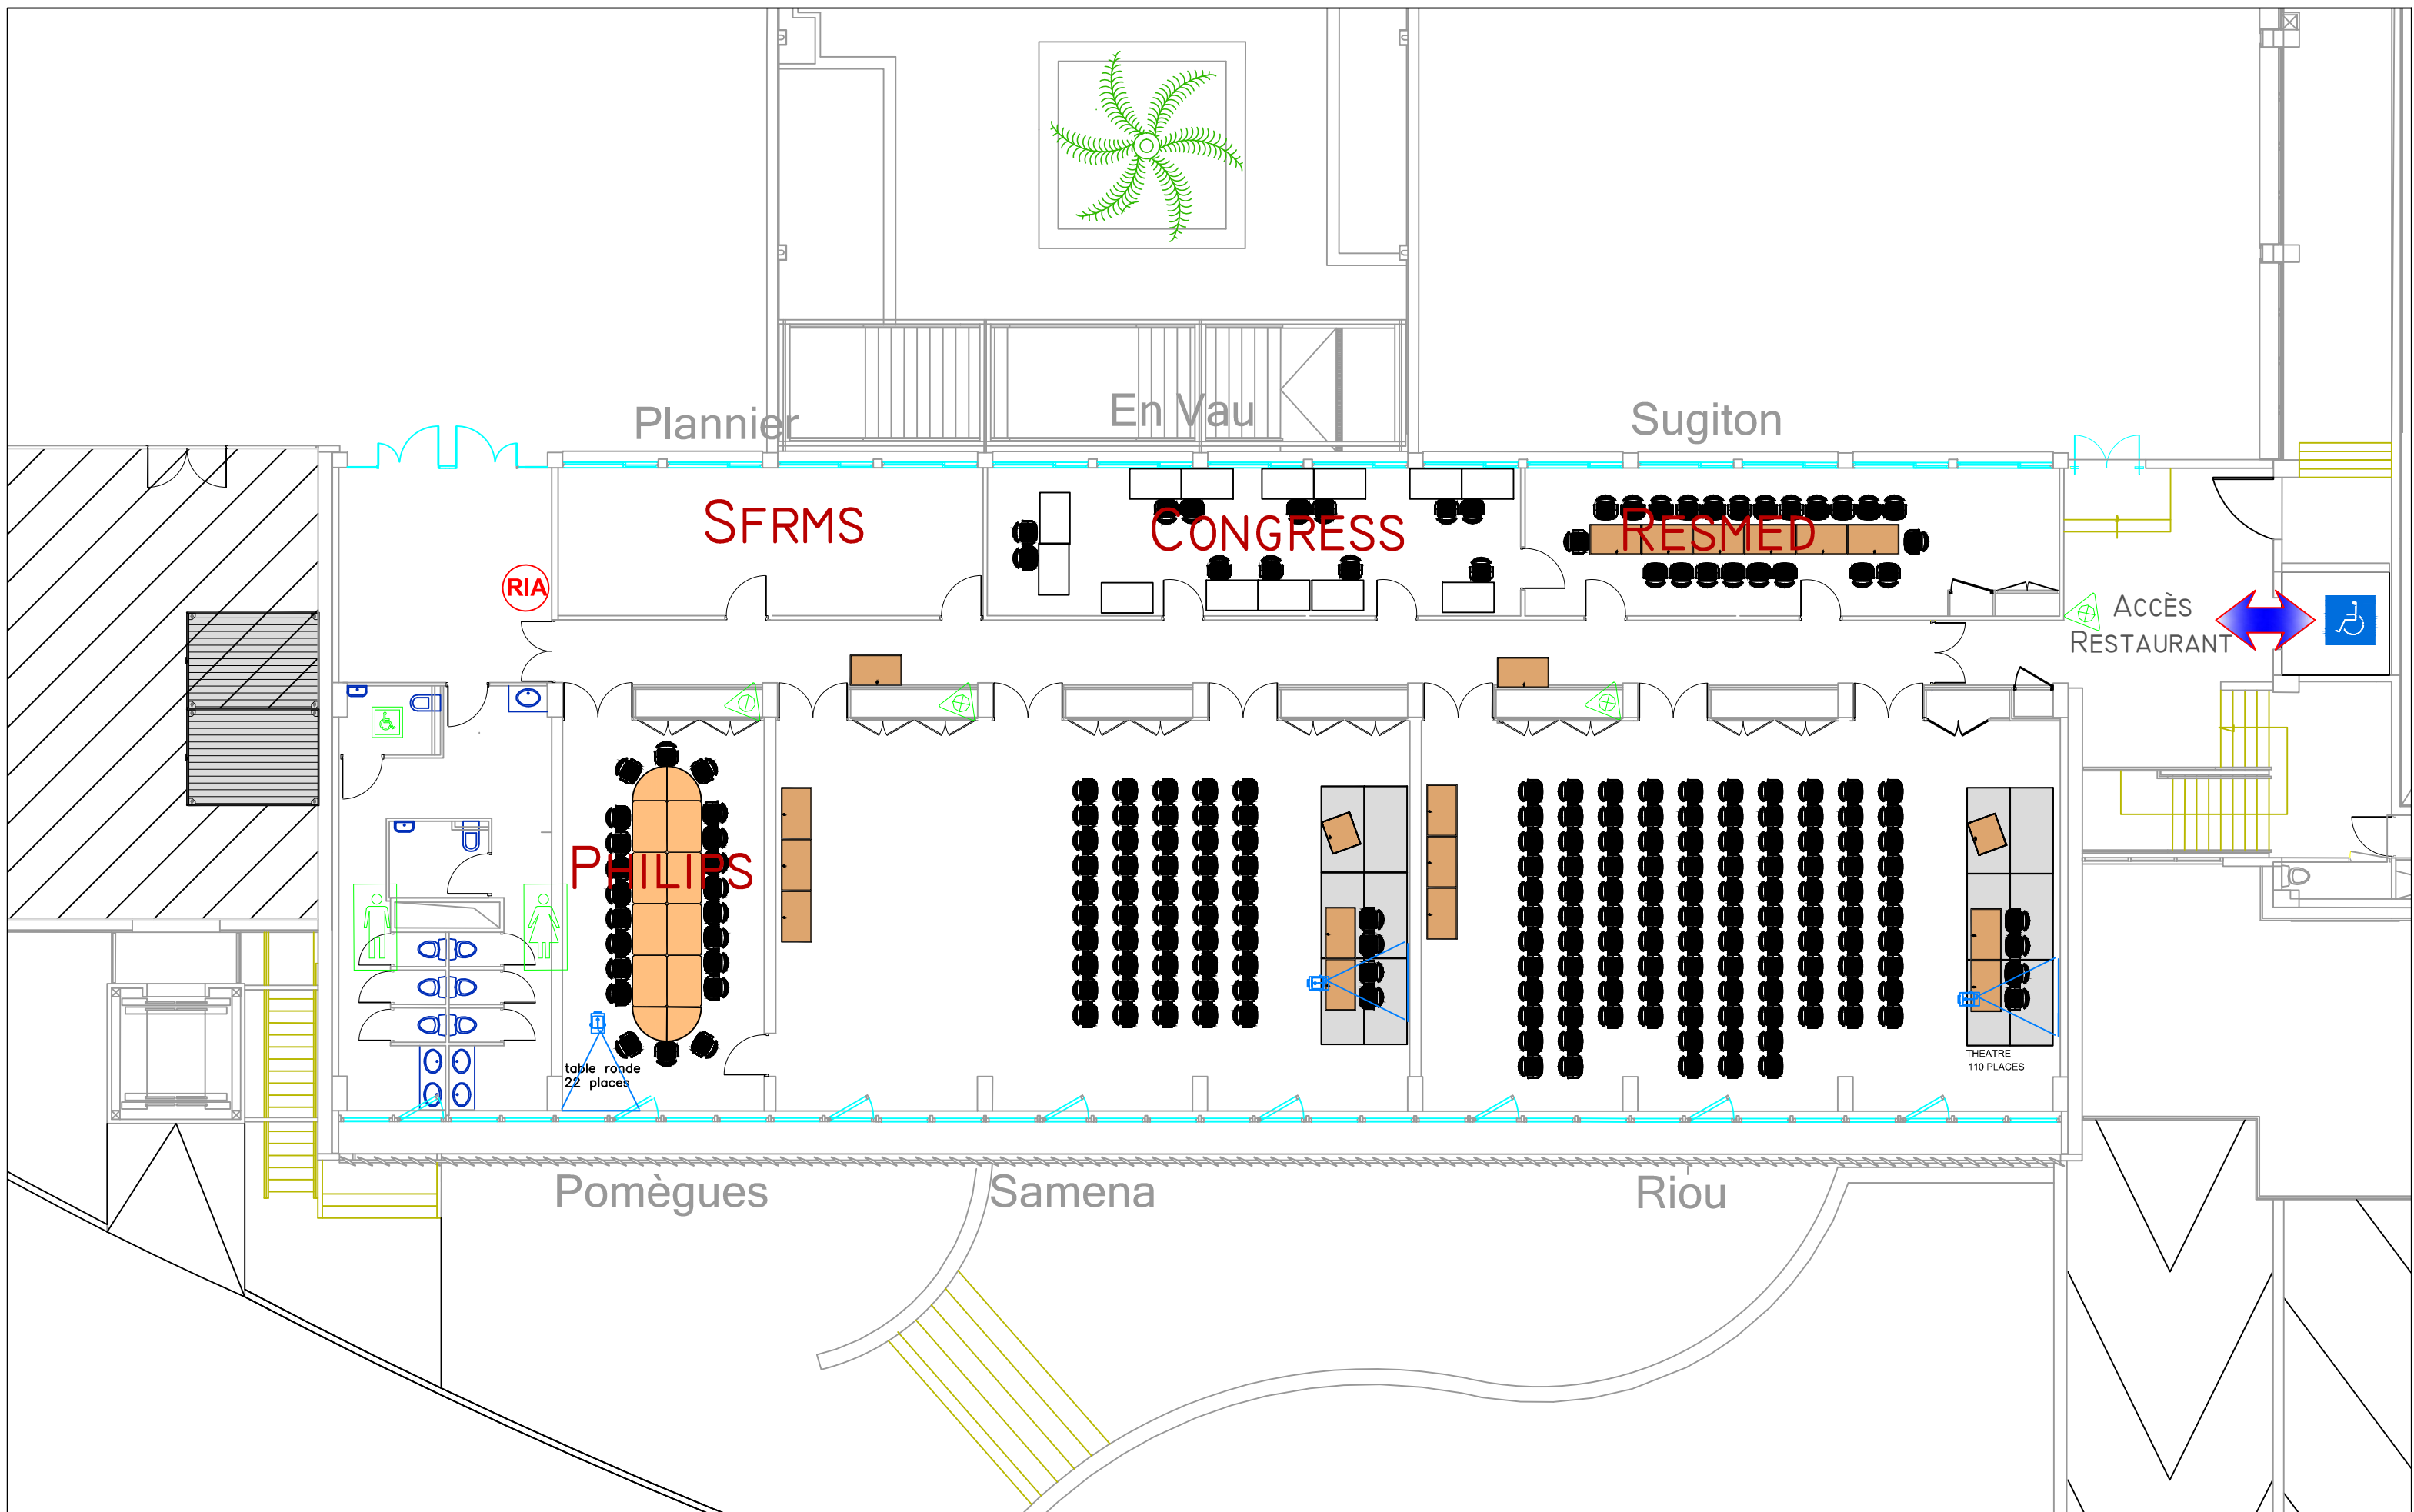 Plannier
En Vau
Sugiton
SFRMS
CONGRESS
RESMED
RIA
ACCÈS
RESTAURANT
PHILIPS
table ronde
22 places
THEATRE
110 PLACES
Pomègues
Samena
Riou